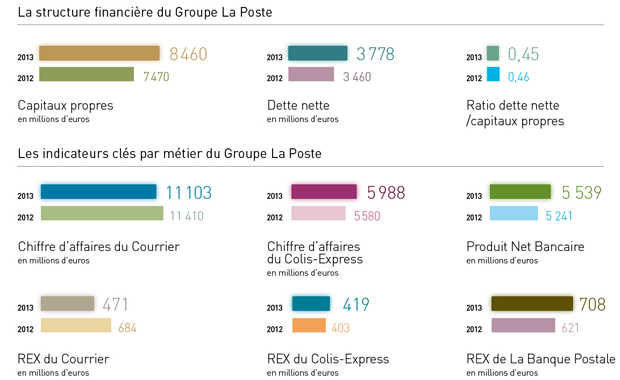 La structure financière du Groupe La Poste
2013 8 460
2012 7 470
Capitaux propres
en millions d'euros
2013 3 778
2012 3 460
Dette nette
en millions d'euros
2013 0,45
2012 0,46
Ratio dette nette
/capitaux propres
Les indicateurs clés par métier du Groupe La Poste
2013 11 103
2012 11 410
Chiffre d'affaires du Courrier
en millions d'euros
2013 5 988
2012 5 580
Chiffre d'affaires
du Colis-Express
en millions d'euros
2013 5 539
2012 5 241
Produit Net Bancaire
en millions d'euros
2013 471
2012 684
REX du Courrier
en millions d'euros
2013 419
2012 403
REX du Colis-Express
en millions d'euros
2013 708
2012 621
REX de La Banque Postale
en millions d'euros